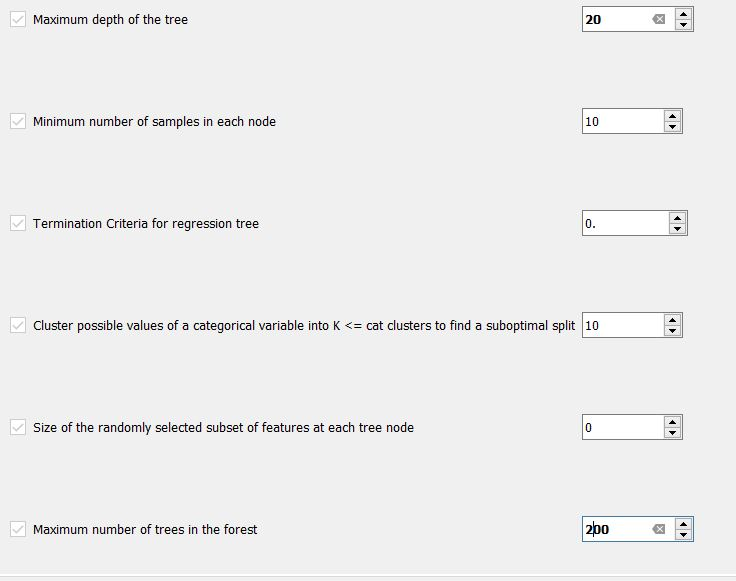 Maximum depth of the tree 20
Minimum number of samples in each node 10
Termination Criteria for regression tree 0.
Cluster possible values of a categorical variable into K <= cat clusters to find a suboptimal split 10
Size of the randomly selected subset of features at each tree node 0
Maximum number of trees in the forest 200